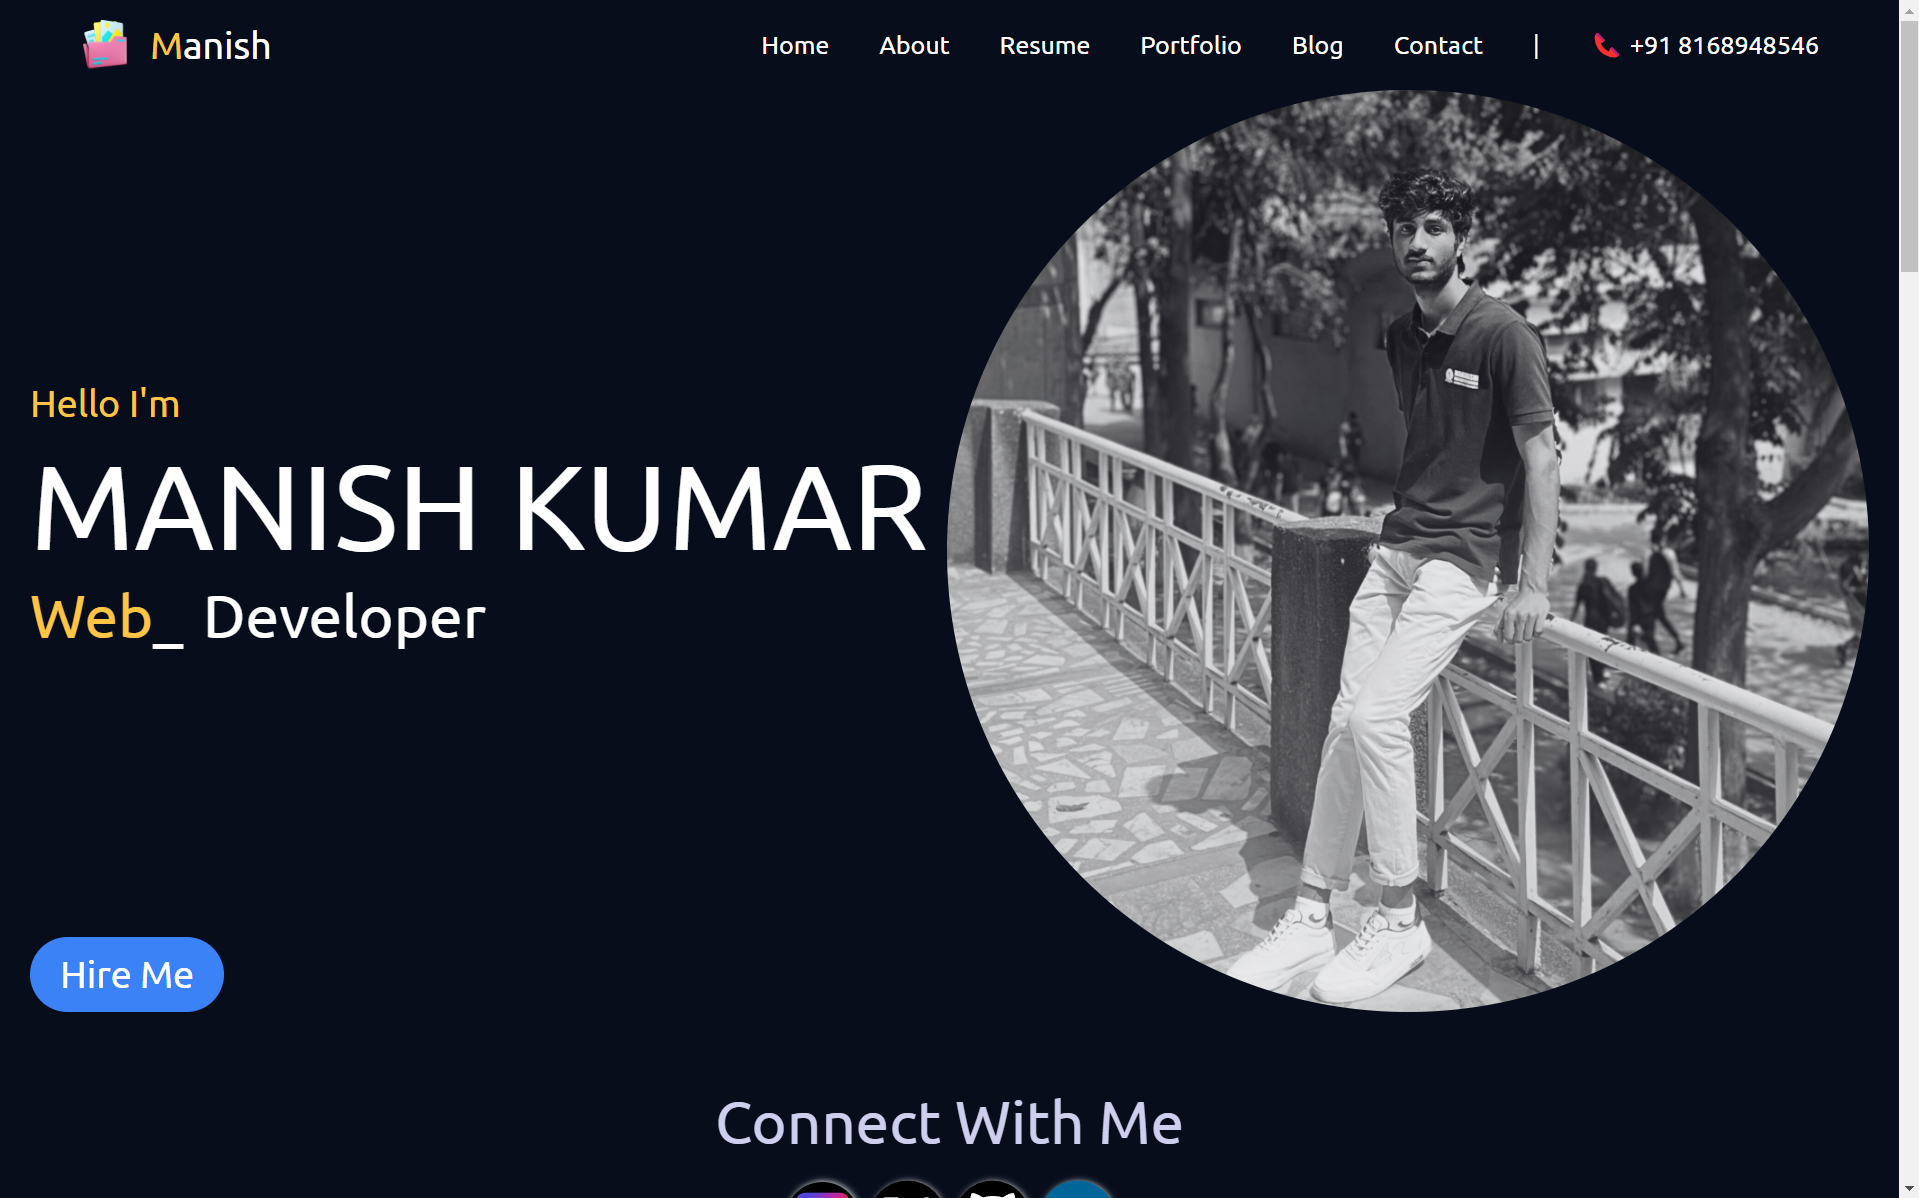 Manish
Home About Resume Portfolio Blog Contact | +91 8168948546
Hello I'm
MANISH KUMAR
Web_ Developer
Hire Me
Connect With Me